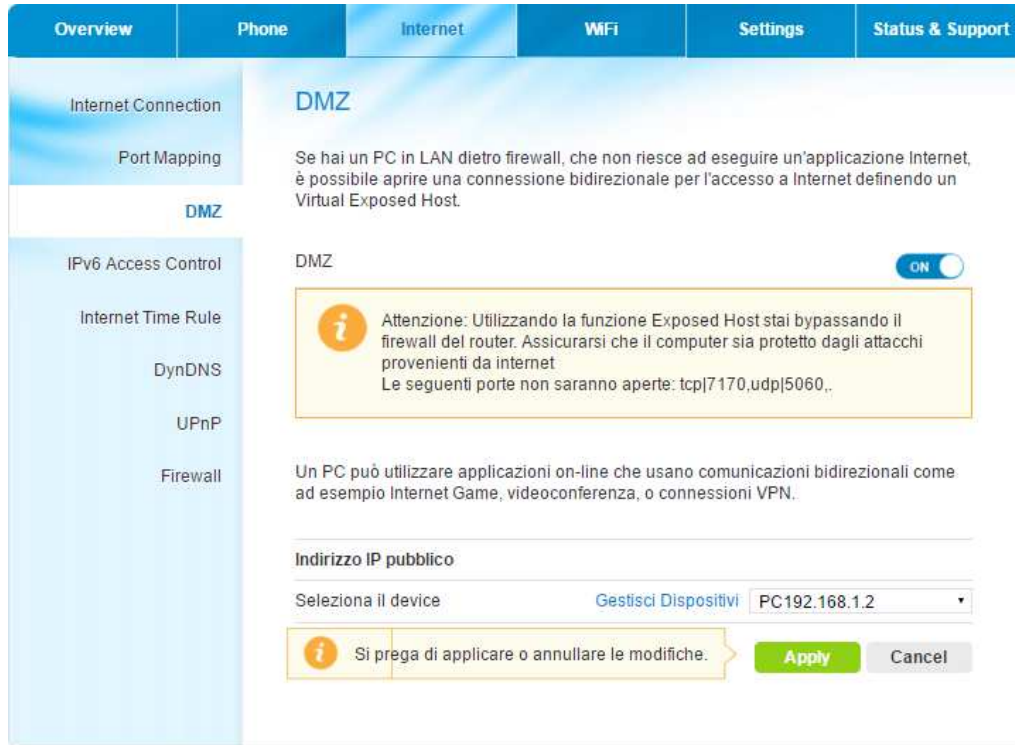 Overview Phone Internet WiFi Settings Status & Support
Internet Connection
Port Mapping
DMZ
IPv6 Access Control
Internet Time Rule
DynDNS
UPnP
Firewall
DMZ
Se hai un PC in LAN dietro firewall, che non riesce ad eseguire un'applicazione Internet,
è possibile aprire una connessione bidirezionale per l'accesso a Internet definendo un
Virtual Exposed Host.
DMZ ON
Attenzione: Utilizzando la funzione Exposed Host stai bypassando il
firewall del router. Assicurarsi che il computer sia protetto dagli attacchi
provenienti da internet
Le seguenti porte non saranno aperte: tcp|7170,udp|5060,.
Un PC può utilizzare applicazioni on-line che usano comunicazioni bidirezionali come
ad esempio Internet Game, videoconferenza, o connessioni VPN.
Indirizzo IP pubblico
Seleziona il device Gestisci Dispositivi PC192.168.1.2
Si prega di applicare o annullare le modifiche. Apply Cancel